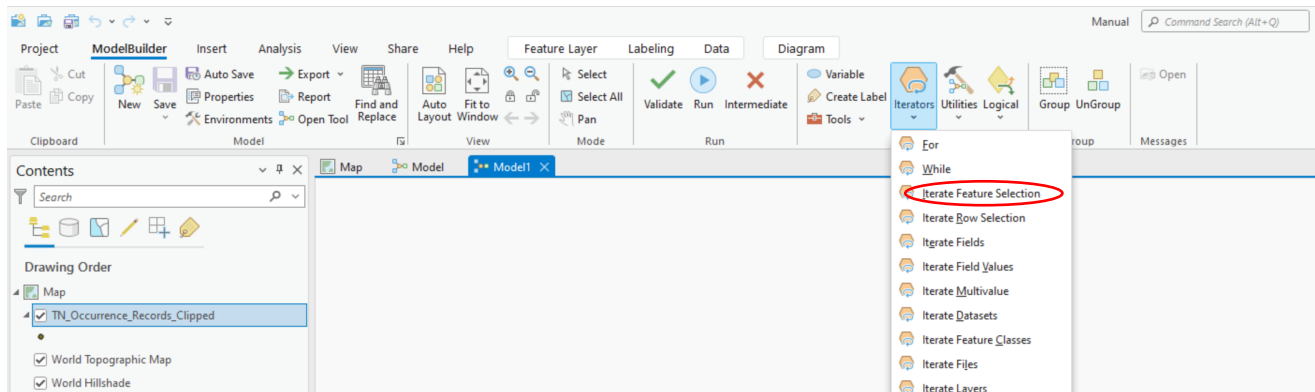 Manual Command Search (Alt+Q)
Project ModelBuilder Insert Analysis View Share Help Feature Layer Labeling Data Diagram
Cut Auto Save Export Select Variable Open
Paste Copy New Save Properties Report Find and Replace Auto Layout Fit to Window Select All Validate Run Intermediate Create Label Iterators Utilities Logical Group UnGroup
Environments Open Tool Pan Tools
Clipboard Model View Mode Run roup Messages
Contents
Map Model Model1
Search
Drawing Order
Map
TN_Occurrence_Records_Clipped
World Topographic Map
World Hillshade
For
While
Iterate Feature Selection
Iterate Row Selection
Iterate Fields
Iterate Field Values
Iterate Multivalue
Iterate Datasets
Iterate Feature Classes
Iterate Files
Iterate Layers